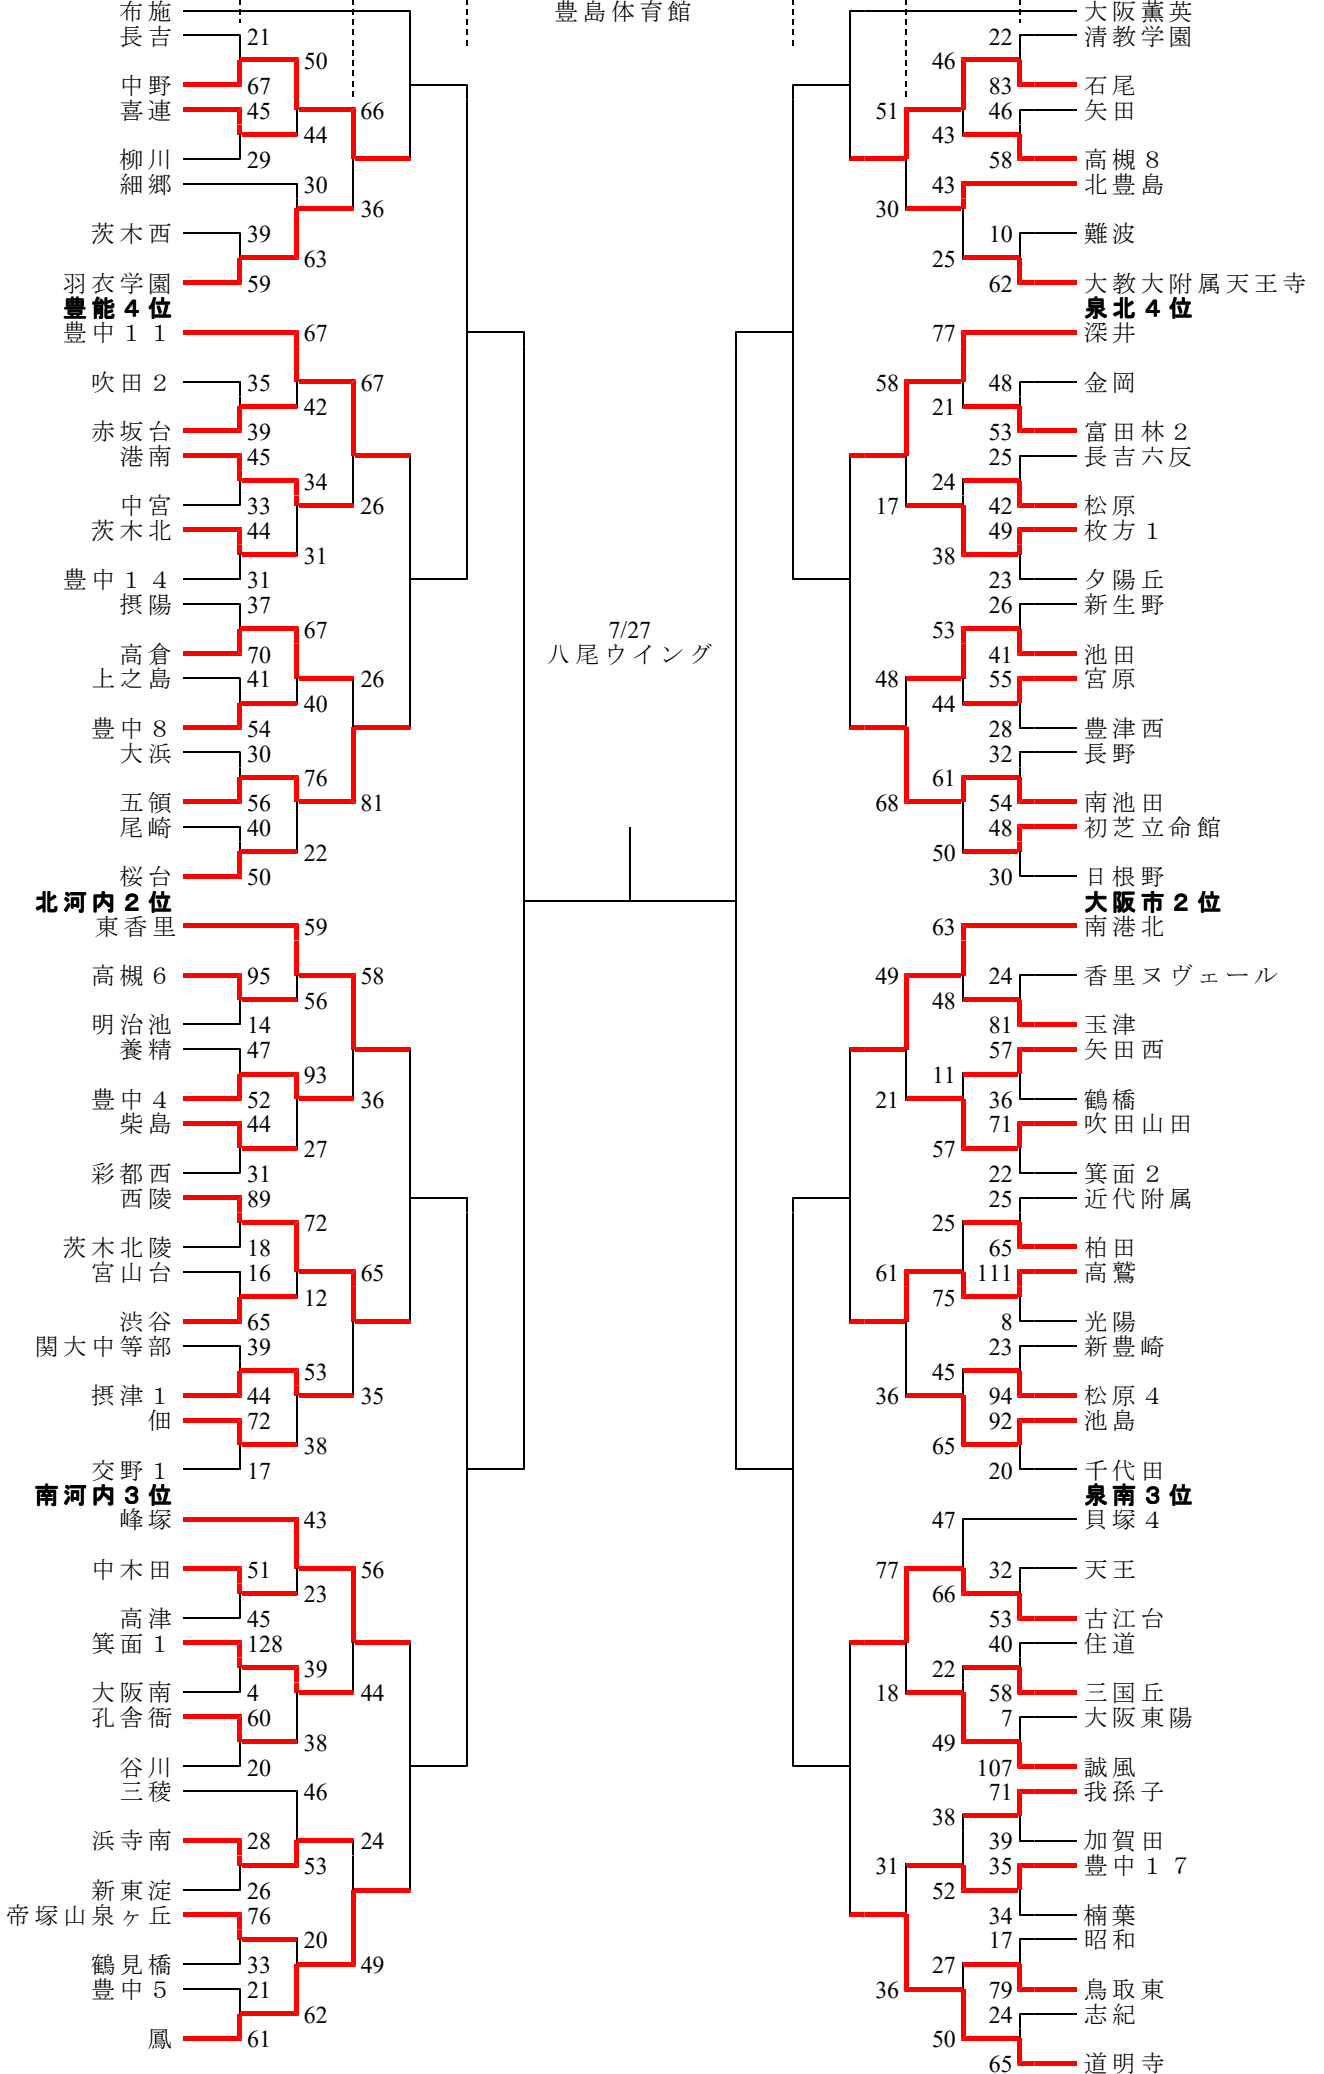 布施
長吉 21
50
中野 67
喜連 45
66
44
柳川 29
細郷 30
36
茨木西 39
63
羽衣学園 59
豊能４位
豊中１１ 67
吹田２ 35
67
42
赤坂台 39
港南 45
34
中宮 33
26
茨木北 44
31
豊中１４ 31
摂陽 37
67
高倉 70
上之島 41
26
40
豊中８ 54
大浜 30
76
五領 56
81
尾崎 40
22
桜台 50
北河内２位
東香里 59
高槻６ 95
58
56
明治池 14
養精 47
93
豊中４ 52
36
柴島 44
27
彩都西 31
西陵 89
72
茨木北陵 18
宮山台 16
65
12
渋谷 65
関大中等部 39
53
摂津１ 44
35
佃 72
38
交野１ 17
南河内３位
峰塚 43
中木田 51
56
23
高津 45
箕面１ 128
39
大阪南 4
44
孔舎衙 60
38
谷川 20
三稜 46
浜寺南 28
24
53
新東淀 26
帝塚山泉ヶ丘 76
20
鶴見橋 33
49
豊中５ 21
62
鳳 61
豊島体育館
7/27
八尾ウイング
大阪薫英
22 清教学園
46
83 石尾
46 矢田
51
43
58 高槻８
43 北豊島
30
10 難波
25
62 大教大附属天王寺
泉北４位
77 深井
48 金岡
58
21
53 富田林２
25 長吉六反
24
42 松原
17
49 枚方１
38
23 夕陽丘
26 新生野
53
41 池田
55 宮原
48
44
28 豊津西
32 長野
61
54 南池田
68
48 初芝立命館
50
30 日根野
大阪市２位
63 南港北
24 香里ヌヴェール
49
48
81 玉津
57 矢田西
11
36 鶴橋
21
71 吹田山田
57
22 箕面２
25 近代附属
25
65 柏田
111 高鷲
61
75
8 光陽
23 新豊崎
45
94 松原４
36
92 池島
65
20 千代田
泉南３位
47 貝塚４
32 天王
77
66
53 古江台
40 住道
22
58 三国丘
18
7 大阪東陽
49
107 誠風
71 我孫子
38
39 加賀田
35 豊中１７
31
52
34 楠葉
17 昭和
27
79 鳥取東
36
24 志紀
50
65 道明寺